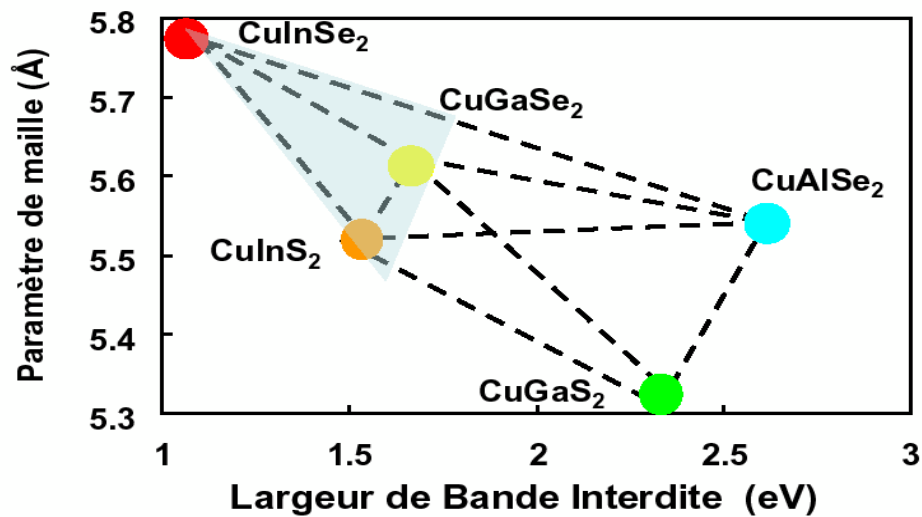 5.8
5.7
5.6
5.5
5.4
5.3
Paramètre de maille (Å)
CuInSe₂
CuGaSe₂
CuAlSe₂
CuInS₂
CuGaS₂
1
1.5
2
2.5
3
Largeur de Bande Interdite (eV)